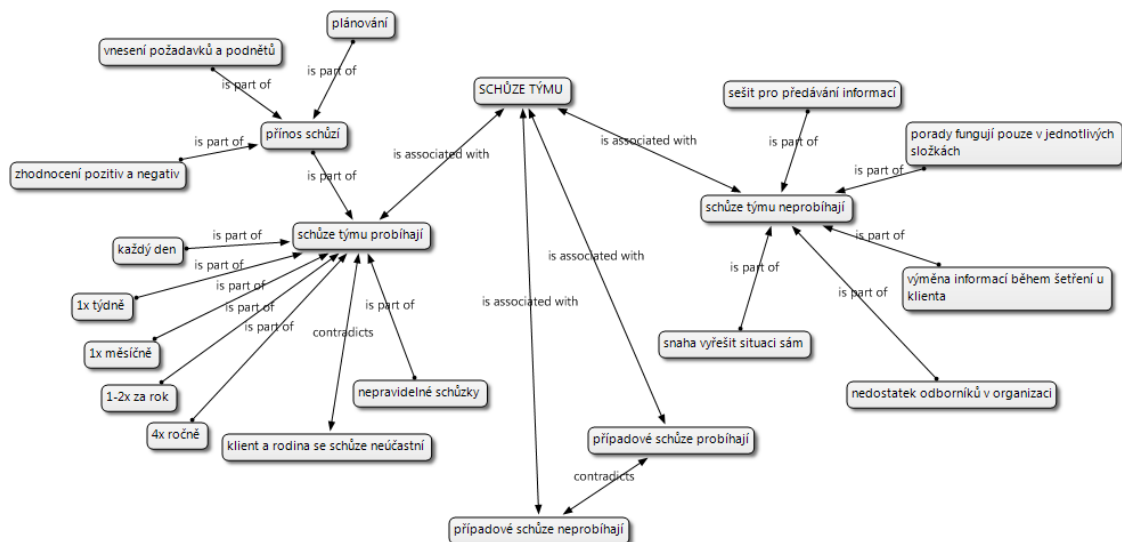 plánování
vnesení požadavků a podnětů
is part of
is part of
SCHŮZE TÝMU
sešit pro předávání informací
přínos schůzí
is part of
is part of
porady fungují pouze v jednotlivých
složkách
is associated with
is associated with
zhodnocení pozitiv a negativ
is part of
is part of
schůze týmu neprobíhají
schůze týmu probíhají
každý den
is part of
is part of
is part of
is associated with
is part of
výměna informací během šetření u
klienta
1x týdně
is part of
is part of
is part of
is associated with
is part of
is part of
contradicts
1x měsíčně
snaha vyřešit situaci sám
1-2x za rok
nepravidelné schůzky
nedostatek odborníků v organizaci
4x ročně
klient a rodina se schůze neúčastní
případové schůze probíhají
contradicts
případové schůze neprobíhají